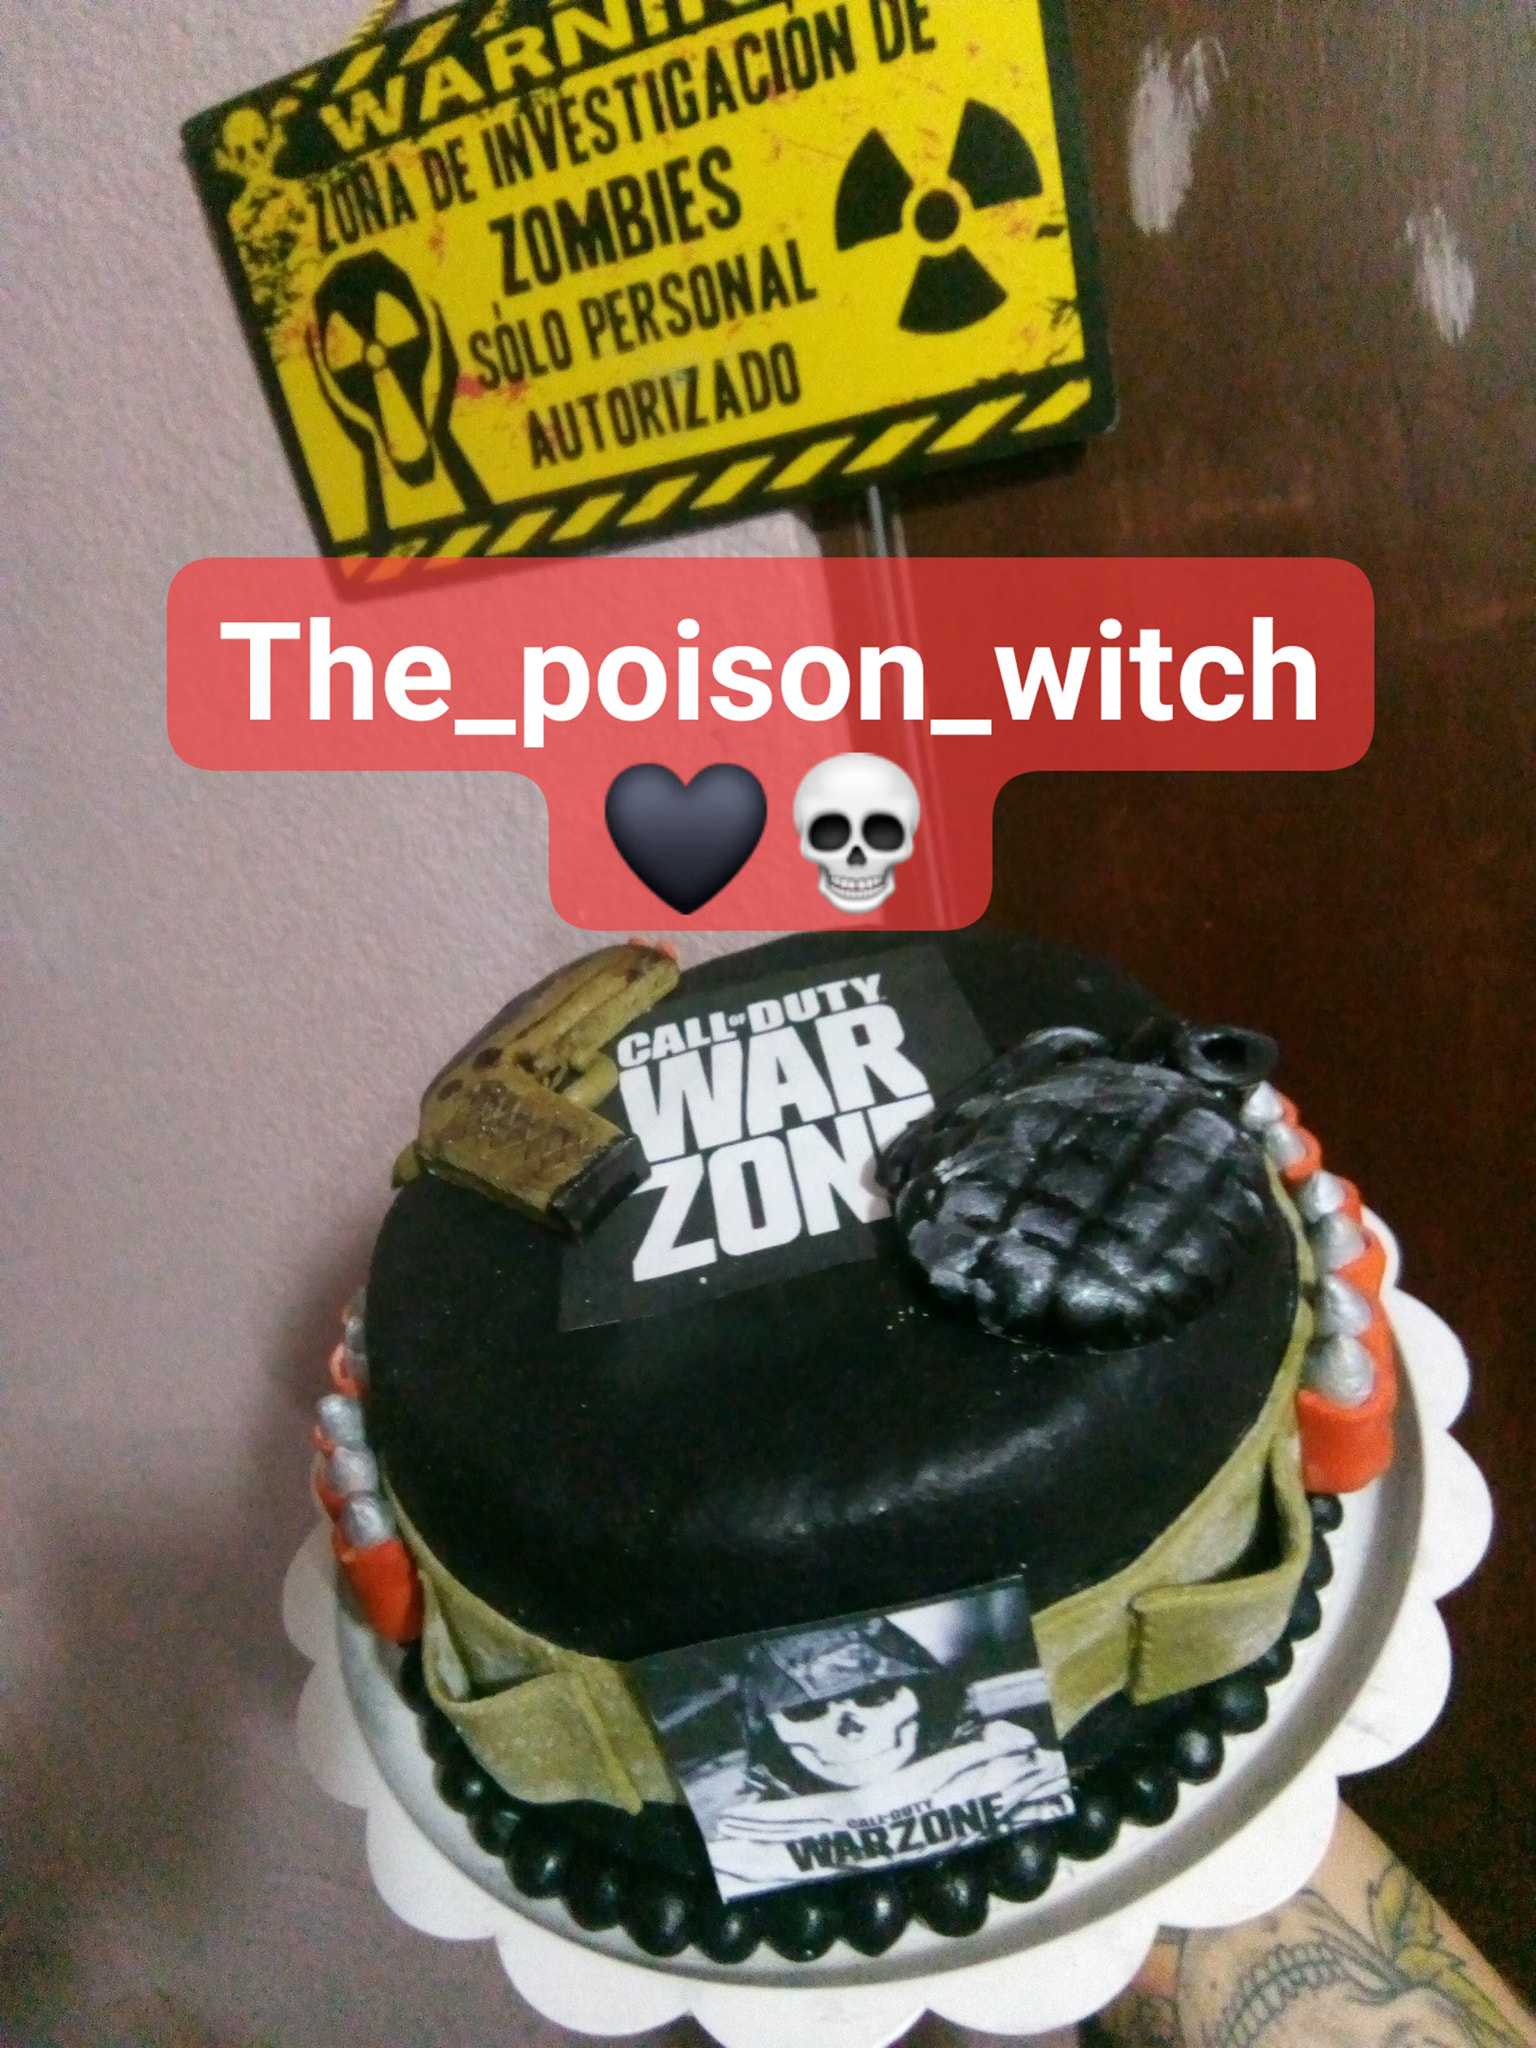 WARNING
ZONA DE INVESTIGACIÓN DE
ZOMBIES
SÓLO PERSONAL
AUTORIZADO
The_poison_witch
🖤💀
CALL OF DUTY
WAR
ZONE
CALL OF DUTY
WARZONE